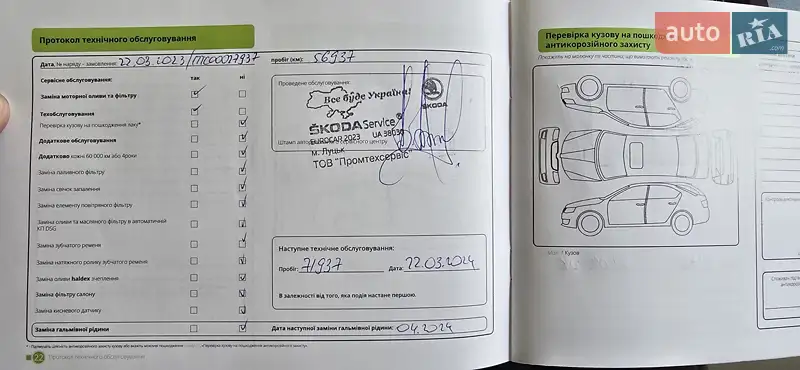 Протокол технічного обслуговування
Дата, № наряду - замовлення: 22.03.2023/ПСС0017937 пробіг (км): 56937
Сервісне обслуговування: так ні
Заміна моторної оливи та фільтру
Техобслуговування
Перевірка кузову на пошкодження лаку*
Додаткове обслуговування
Додатково кожні 60 000 км або 4роки
Заміна паливного фільтру
Заміна свічок запалення
Заміна елементу повітряного фільтру
Заміна оливи та масляного фільтру в автоматичній
КП DSG
Заміна зубчатого ременя
Заміна натяжного ролику зубчатого ременя
Заміна оливи haldex зчеплення
Заміна фільтру салону
Заміна кисневого датчику
Заміна гальмівної рідини
Проведене обслуговування:
Все буде Україна!
ŠKODA
ŠKODA Service®
EUROCAR 2023 UA 38030
Штамп авторизованого сервісного центру
м. Луцьк
ТОВ "Промтехсервіс"
Наступне технічне обслуговування:
Пробіг: 71937 Дата: 22.03.2024
В залежності від того, яка подія настане першою.
Дата наступної заміни гальмівної рідини: 04.2024
22 Протокол технічного обслуговування
Перевірка кузову на пошкодж
антикорозійного захисту
Кузов
auto RIA .com